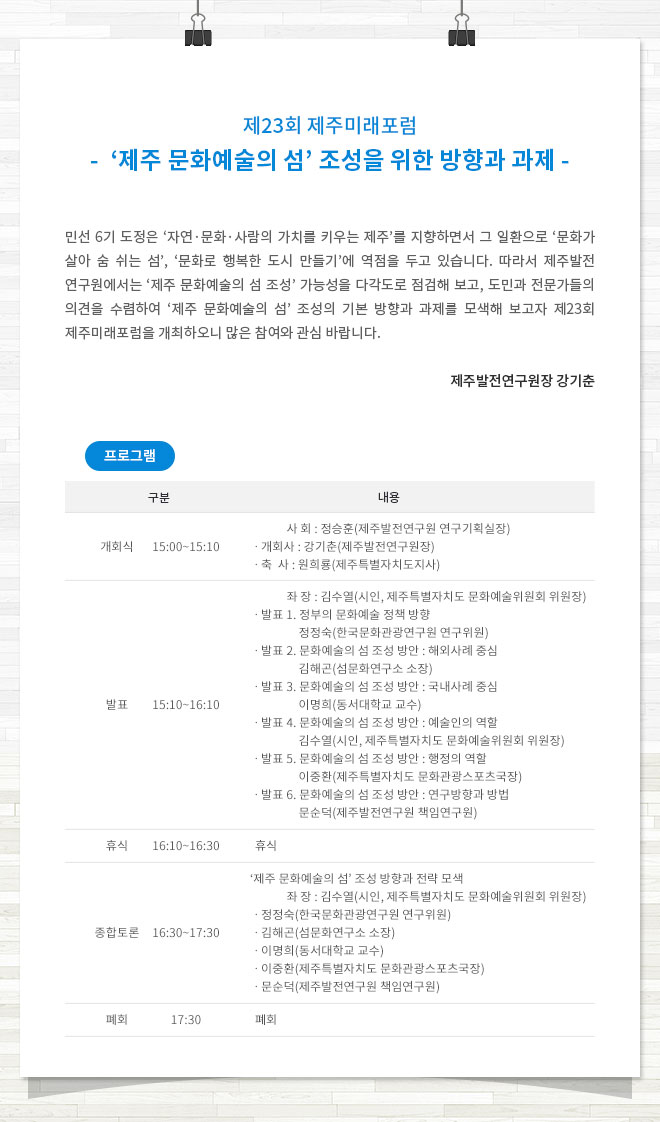 제23회 제주미래포럼
- ‘제주 문화예술의 섬’ 조성을 위한 방향과 과제 -
민선 6기 도정은 ‘자연·문화·사람의 가치를 키우는 제주’를 지향하면서 그 일환으로 ‘문화가
살아 숨 쉬는 섬’, ‘문화로 행복한 도시 만들기’에 역점을 두고 있습니다. 따라서 제주발전
연구원에서는 ‘제주 문화예술의 섬 조성’ 가능성을 다각도로 점검해 보고, 도민과 전문가들의
의견을 수렴하여 ‘제주 문화예술의 섬’ 조성의 기본 방향과 과제를 모색해 보고자 제23회
제주미래포럼을 개최하오니 많은 참여와 관심 바랍니다.
제주발전연구원장 강기춘
프로그램
구분 내용
사 회 : 정승훈(제주발전연구원 연구기획실장)
개회식 15:00~15:10 · 개회사 : 강기춘(제주발전연구원장)
· 축 사 : 원희룡(제주특별자치도지사)
좌 장 : 김수열(시인, 제주특별자치도 문화예술위원회 위원장)
· 발표 1. 정부의 문화예술 정책 방향
정정숙(한국문화관광연구원 연구위원)
· 발표 2. 문화예술의 섬 조성 방안 : 해외사례 중심
김해곤(섬문화연구소 소장)
· 발표 3. 문화예술의 섬 조성 방안 : 국내사례 중심
발표 15:10~16:10 이명희(동서대학교 교수)
· 발표 4. 문화예술의 섬 조성 방안 : 예술인의 역할
김수열(시인, 제주특별자치도 문화예술위원회 위원장)
· 발표 5. 문화예술의 섬 조성 방안 : 행정의 역할
이중환(제주특별자치도 문화관광스포츠국장)
· 발표 6. 문화예술의 섬 조성 방안 : 연구방향과 방법
문순덕(제주발전연구원 책임연구원)
휴식 16:10~16:30 휴식
‘제주 문화예술의 섬’ 조성 방향과 전략 모색
좌 장 : 김수열(시인, 제주특별자치도 문화예술위원회 위원장)
· 정정숙(한국문화관광연구원 연구위원)
종합토론 16:30~17:30 · 김해곤(섬문화연구소 소장)
· 이명희(동서대학교 교수)
· 이중환(제주특별자치도 문화관광스포츠국장)
· 문순덕(제주발전연구원 책임연구원)
폐회 17:30 폐회